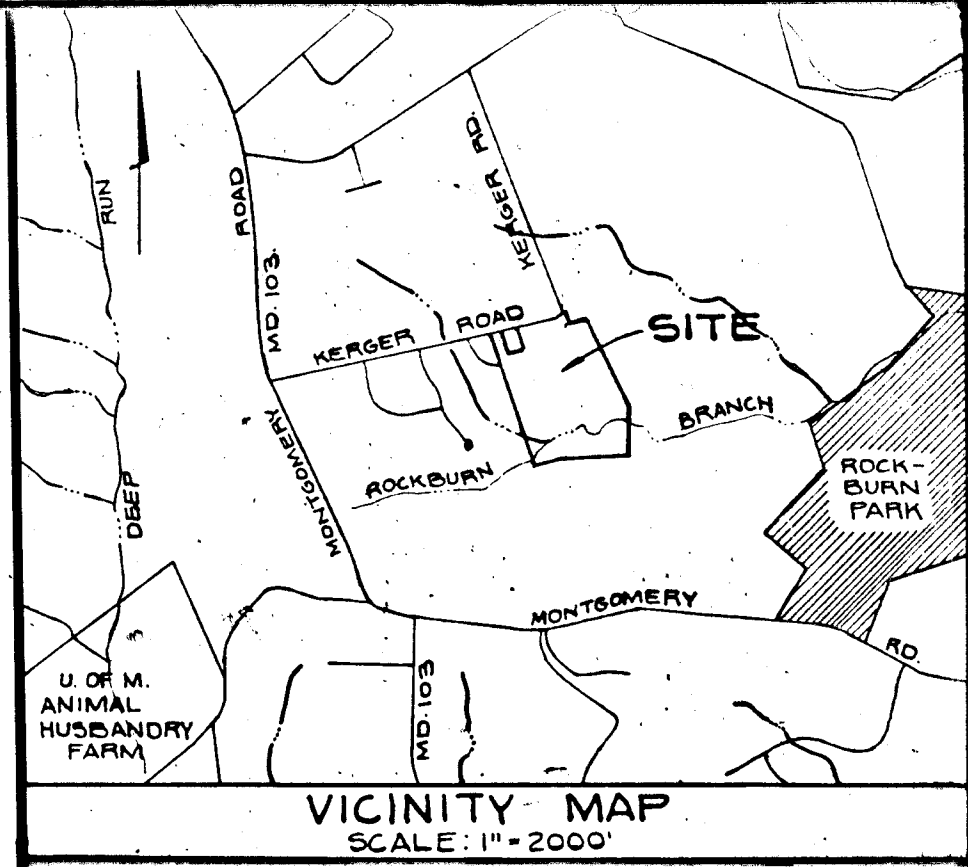 KERGER RD.
RUN
ROAD
MD. 103.
KERGER ROAD
SITE
BRANCH
MONTGOMERY
ROCKBURN
DEEP
ROCK-
BURN
PARK
MONTGOMERY
RD.
MD. 103
U. OF M.
ANIMAL
HUSBANDRY
FARM
VICINITY MAP
SCALE: 1" = 2000'